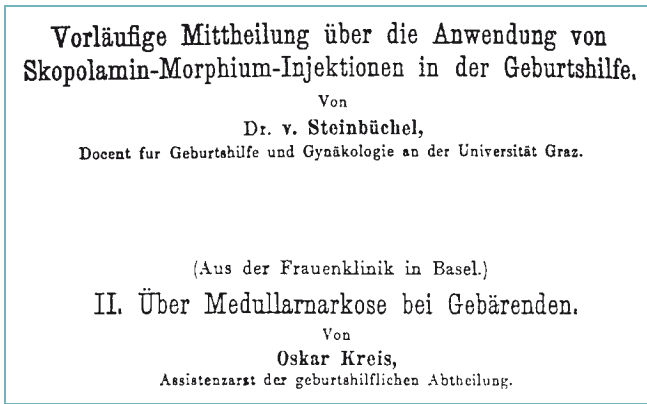 Vorläufige Mittheilung über die Anwendung von
Skopolamin-Morphium-Injektionen in der Geburtshilfe.
Von
Dr. v. Steinbüchel,
Docent fur Geburtshilfe und Gynäkologie an der Universität Graz.
(Aus der Frauenklinik in Basel.)
II. Über Medullarnarkose bei Gebärenden.
Von
Oskar Kreis,
Assistenzarzt der geburtshilflichen Abtheilung.